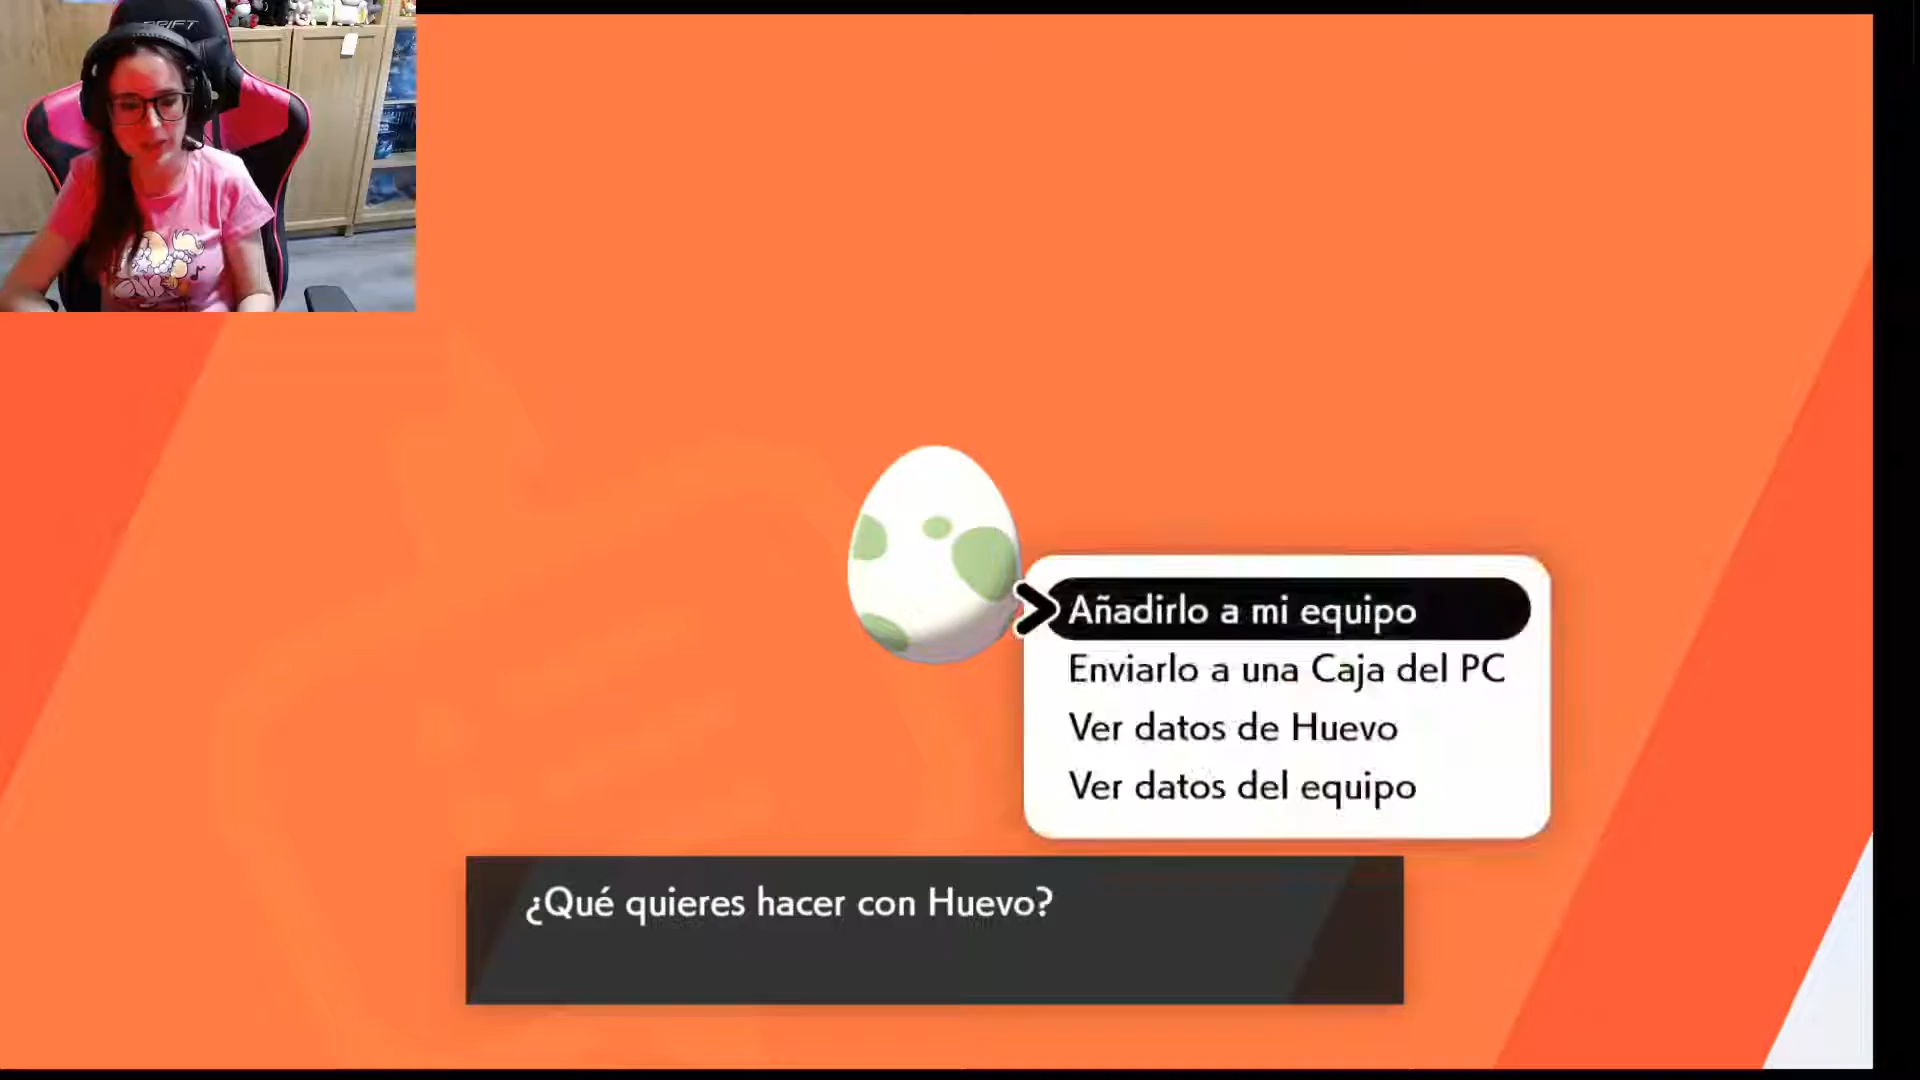 DRIFT
Añadirlo a mi equipo
Enviarlo a una Caja del PC
Ver datos de Huevo
Ver datos del equipo
¿Qué quieres hacer con Huevo?